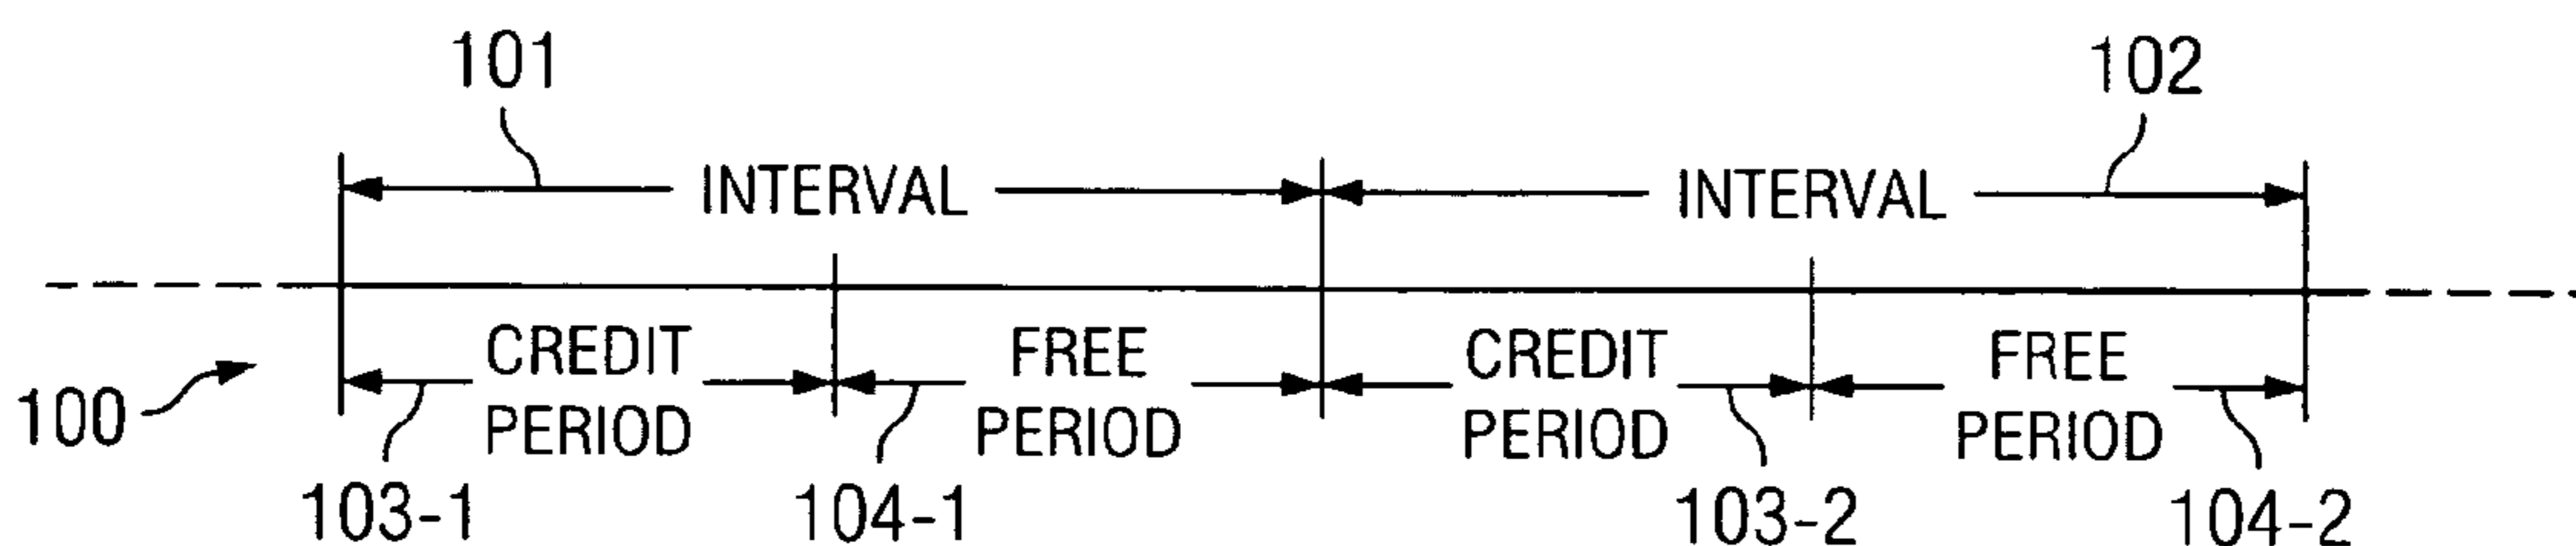 101
102
INTERVAL
INTERVAL
CREDIT
PERIOD
FREE
PERIOD
CREDIT
PERIOD
FREE
PERIOD
100
103-1
104-1
103-2
104-2